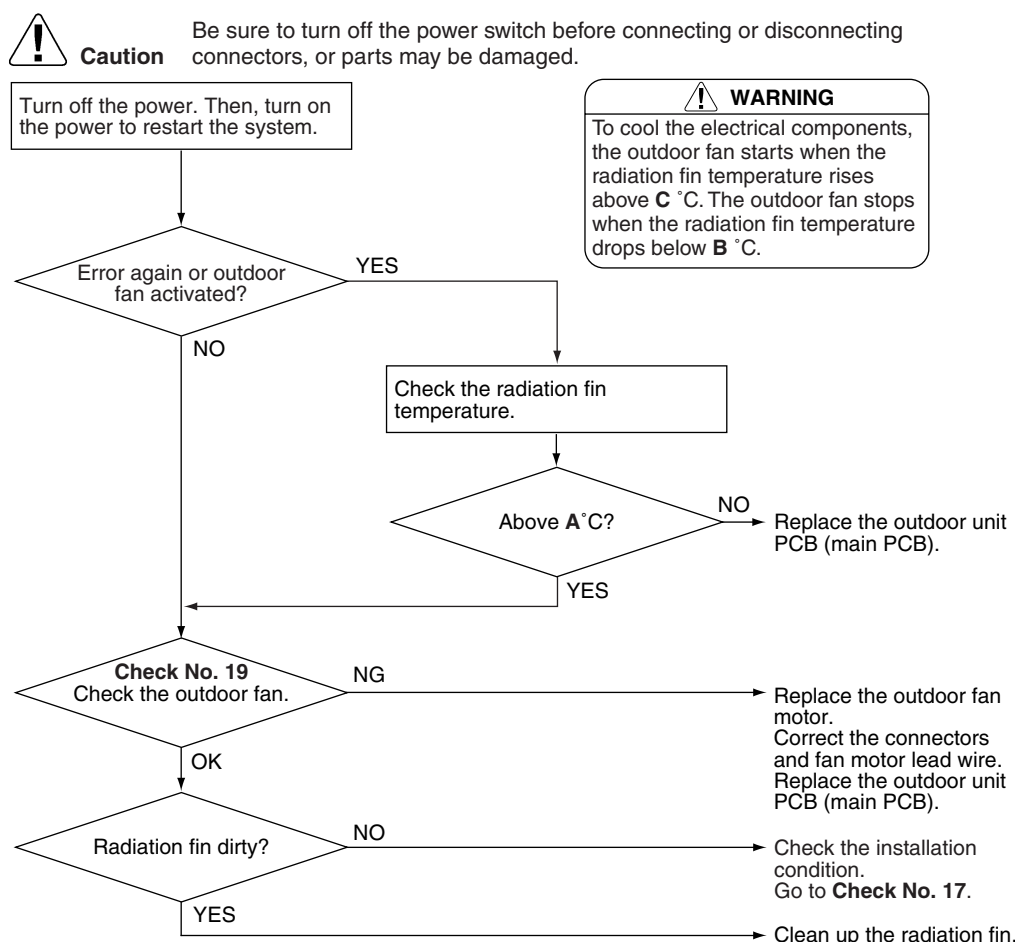 Be sure to turn off the power switch before connecting or disconnecting
Caution connectors, or parts may be damaged.
Turn off the power. Then, turn on
the power to restart the system.
WARNING
To cool the electrical components,
the outdoor fan starts when the
radiation fin temperature rises
above C ˚C. The outdoor fan stops
when the radiation fin temperature
drops below B ˚C.
Error again or outdoor
fan activated?
YES
NO
Check the radiation fin
temperature.
Above A˚C?
NO
Replace the outdoor unit
PCB (main PCB).
YES
Check No. 19
Check the outdoor fan.
NG
Replace the outdoor fan
motor.
Correct the connectors
and fan motor lead wire.
Replace the outdoor unit
PCB (main PCB).
OK
Radiation fin dirty?
NO
Check the installation
condition.
Go to Check No. 17.
YES
Clean up the radiation fin.